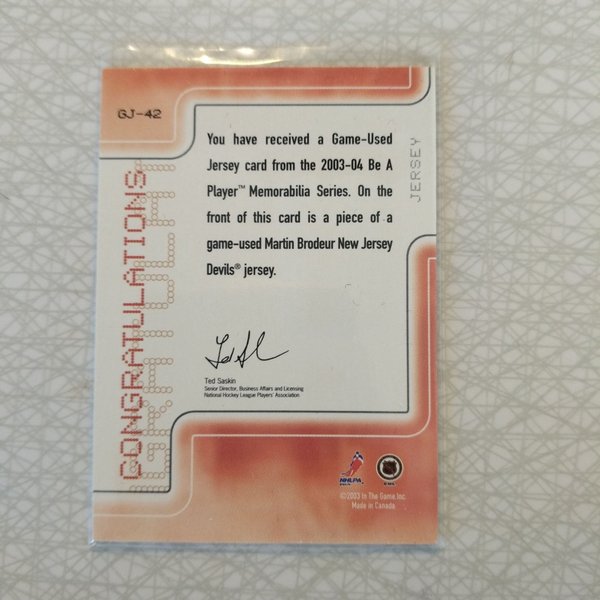 GJ-42
CONGRATULATIONS
JERSEY
You have received a Game-Used
Jersey card from the 2003-04 Be A
Player™ Memorabilia Series. On the
front of this card is a piece of a
game-used Martin Brodeur New Jersey
Devils® jersey.
Ted Saskin
Senior Director, Business Affairs and Licensing
National Hockey League Players' Association
NHLPA
NHL
©2003 In The Game, Inc.
Made in Canada